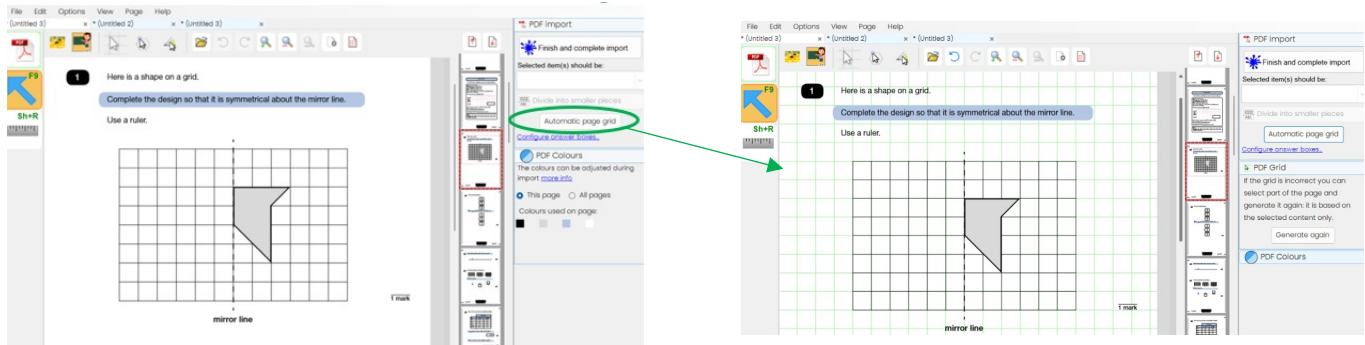 File Edit Options View Page Help
(Untitled 3) x * (Untitled 2) x * (Untitled 3) x
PDF import
Finish and complete import
Selected item(s) should be:
Divide into smaller pieces
Automatic page grid
Configure answer boxes..
PDF Colours
The colours can be adjusted during
import more info
This page All pages
Colours used on page:
F9
Sh+R
1 Here is a shape on a grid.
Complete the design so that it is symmetrical about the mirror line.
Use a ruler.
1 mark
mirror line
File Edit Options View Page Help
* (Untitled 3) x * (Untitled 2) x * (Untitled 3) x
PDF import
Finish and complete import
Selected item(s) should be:
Divide into smaller pieces
Automatic page grid
Configure answer boxes..
PDF Grid
If the grid is incorrect you can
select part of the page and
generate it again: it is based on
the selected content only.
Generate again
PDF Colours
F9
Sh+R
1 Here is a shape on a grid.
Complete the design so that it is symmetrical about the mirror line.
Use a ruler.
1 mark
mirror line